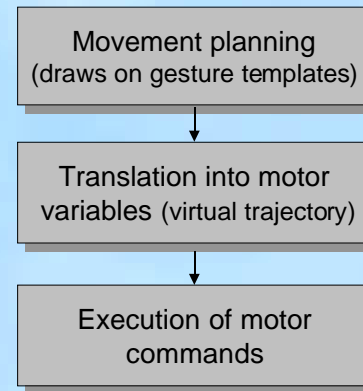 Movement planning
(draws on gesture templates)
Translation into motor
variables (virtual trajectory)
Execution of motor
commands